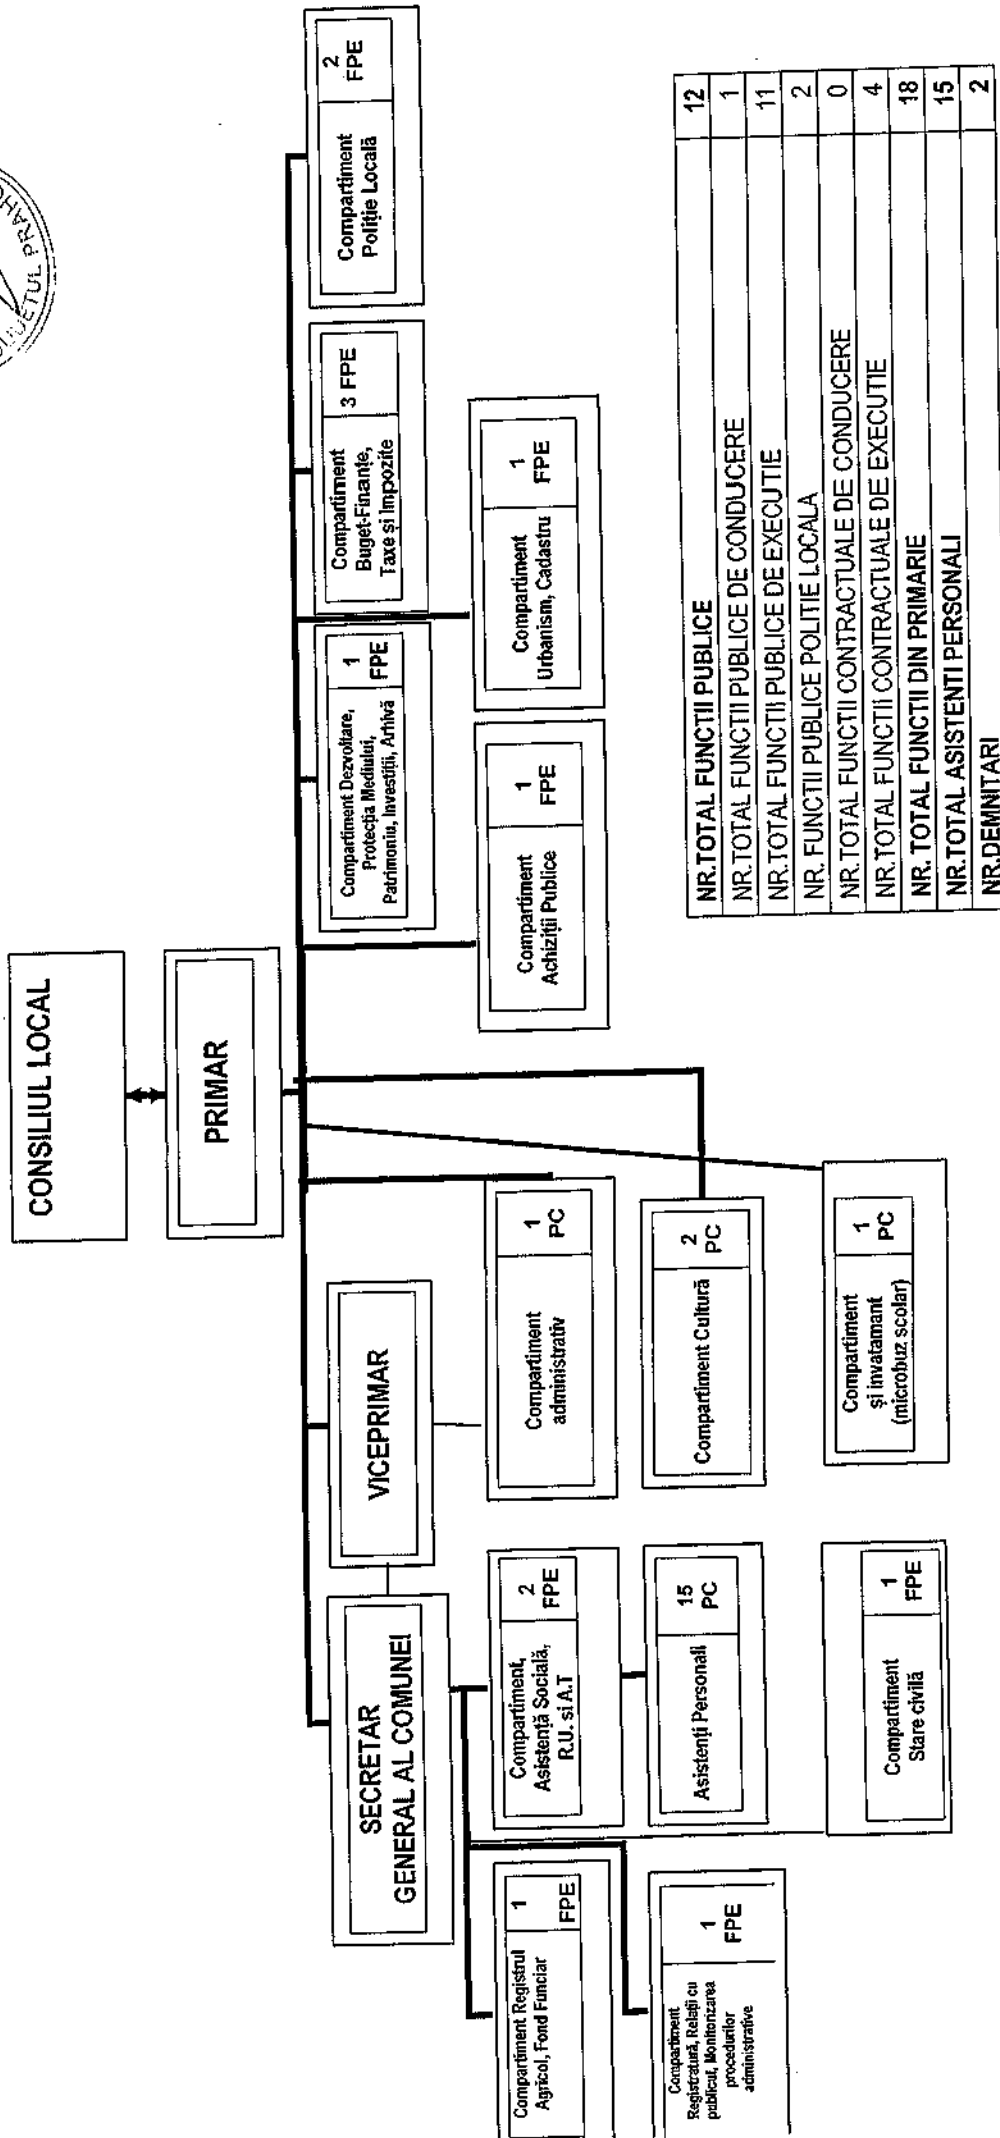 JUDEȚUL PRAHO
CONSILIUL LOCAL
PRIMAR
SECRETAR
GENERAL AL COMUNEI
VICEPRIMAR
Compartiment Dezvoltare,
Protecția Mediului,
Patrimoniu, Investiții, Arhivă
1
FPE
Compartiment
Buget-Finanțe,
Taxe și Impozite
3 FPE
Compartiment
Poliție Locală
2
FPE
Compartiment Registrul
Agricol, Fond Funciar
1
FPE
Compartiment,
Asistență Socială,
R.U. si A.T
2
FPE
Compartiment
administrativ
1
PC
Compartiment
Achiziții Publice
1
FPE
Compartiment
Urbanism, Cadastru
1
FPE
Compartiment
Registratură, Relații cu
publicul, Monitorizarea
procedurilor
administrative
1
FPE
Asistenți Personali
15
PC
Compartiment Cultură
2
PC
Compartiment
Stare civilă
1
FPE
Compartiment
și invatamant
(microbuz scolar)
1
PC
NR.TOTAL FUNCTII PUBLICE 12
NR.TOTAL FUNCTII PUBLICE DE CONDUCERE 1
NR.TOTAL FUNCTII PUBLICE DE EXECUTIE 11
NR. FUNCTII PUBLICE POLITIE LOCALA 2
NR.TOTAL FUNCTII CONTRACTUALE DE CONDUCERE 0
NR.TOTAL FUNCTII CONTRACTUALE DE EXECUTIE 4
NR. TOTAL FUNCTII DIN PRIMARIE 18
NR.TOTAL ASISTENTI PERSONALI 15
NR.DEMNITARI 2